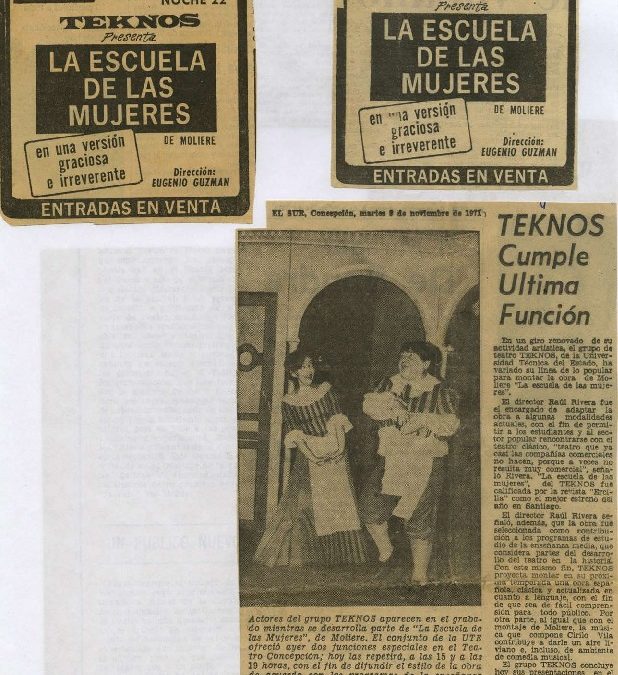 NOCHE 22
TEKNOS
Presenta
LA ESCUELA
DE LAS
MUJERES
en una versión
graciosa
e irreverente
DE MOLIERE
Dirección:
EUGENIO GUZMAN
ENTRADAS EN VENTA
Presenta
LA ESCUELA
DE LAS
MUJERES
en una versión
graciosa
e irreverente
DE MOLIERE
Dirección:
EUGENIO GUZMAN
ENTRADAS EN VENTA
EL SUR, Concepción, martes 9 de noviembre de 1971
TEKNOS
Cumple
Ultima
Función
En un giro renovado de su
actividad artística, el grupo de
teatro TEKNOS, de la Univer-
sidad Técnica del Estado, ha
variado su línea de lo popular
para montar la obra de Mo-
liere "La escuela de las muje-
res".
El director Raúl Rivera fue
el encargado de adaptar la
obra a algunas modalidades
actuales, con el fin de permi-
tir a los estudiantes y al sec-
tor popular rencontrarse con el
teatro clásico, "teatro que ya
casi las compañías comerciales
no hacen, porque a veces no
resulta muy comercial", seña-
lo Rivera. "La escuela de las
mujeres", del TEKNOS fue
calificada por la revista "Erci-
lla" como el mejor estreno del
año en Santiago.
El director Raúl Rivera se-
ñaló, además, que la obra fue
seleccionada como contribu-
ción a los programas de estu-
dio de la enseñanza media, que
considera partes del desarro-
llo del teatro en la historia.
Con este mismo fin, TEKNOS
proyecta montar en su próxi-
ma temporada una obra espa-
ñola, clásica y actualizada en
cuanto a lenguaje, con el fin
de que sea de fácil compren-
sión para todo público. Por
otra parte, al igual que con el
montaje de Moliere, la músi-
ca que compone Cirilo Vila
contribuye a darle un aire li-
viano e, incluso, de ambiente
de comedia musical.
El grupo TEKNOS concluye
hoy sus presentaciones en el
Actores del grupo TEKNOS aparecen en el graba-
do mientras se desarrolla parte de "La Escuela de
las Mujeres", de Moliere. El conjunto de la UTE
ofreció ayer dos funciones especiales en el Tea-
tro Concepción; hoy las repetirá, a las 15 y a las
19 horas, con el fin de difundir el estilo de la obra
de acuerdo con los programas de la enseñanza